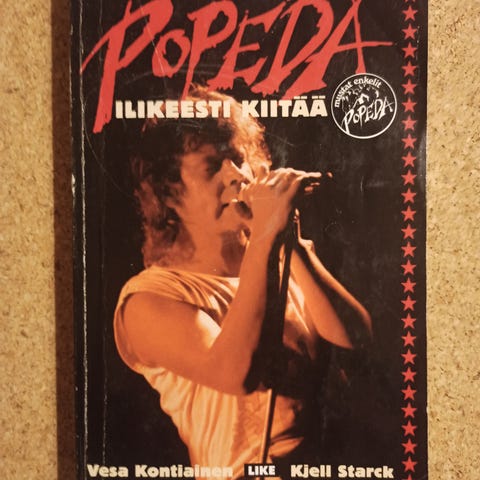 POPEDA
ILIKEESTI KIITÄÄ
mustat enkelit
POPEDA
Vesa Kontiainen LIKE Kjell Starck